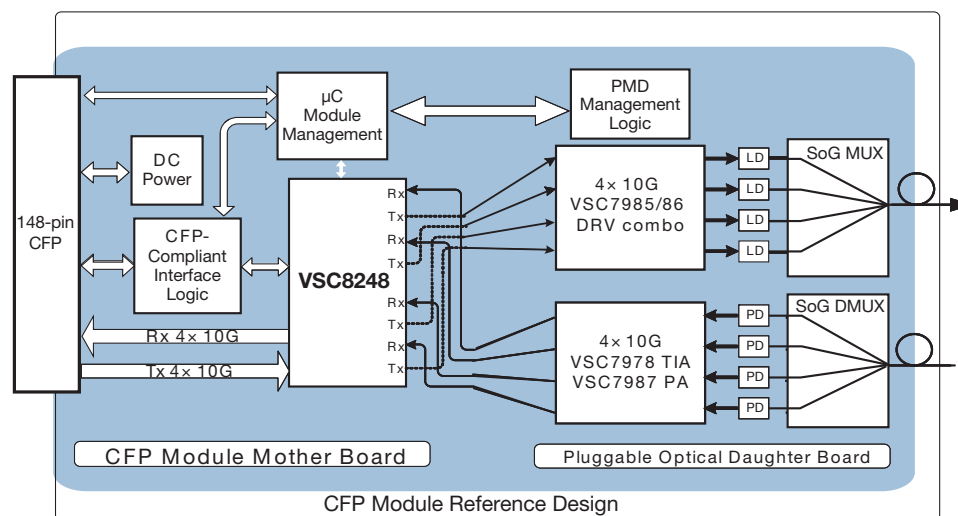 148-pin
CFP
µC
Module
Management
PMD
Management
Logic
DC
Power
CFP-
Compliant
Interface
Logic
VSC8248
Rx
Tx
Rx
Tx
Rx
Tx
Rx
Tx
Rx 4× 10G
Tx 4× 10G
4× 10G
VSC7985/86
DRV combo
LD
LD
LD
LD
SoG MUX
4× 10G
VSC7978 TIA
VSC7987 PA
PD
PD
PD
PD
SoG DMUX
CFP Module Mother Board
Pluggable Optical Daughter Board
CFP Module Reference Design